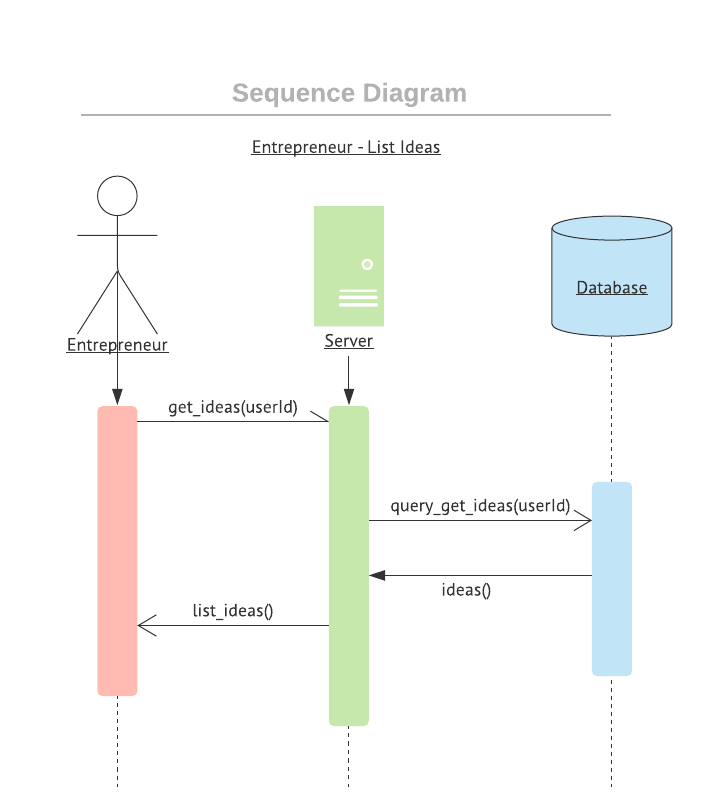 Sequence Diagram
Entrepreneur - List Ideas
Database
Server
Entrepreneur
get_ideas(userId)
query_get_ideas(userId)
ideas()
list_ideas()